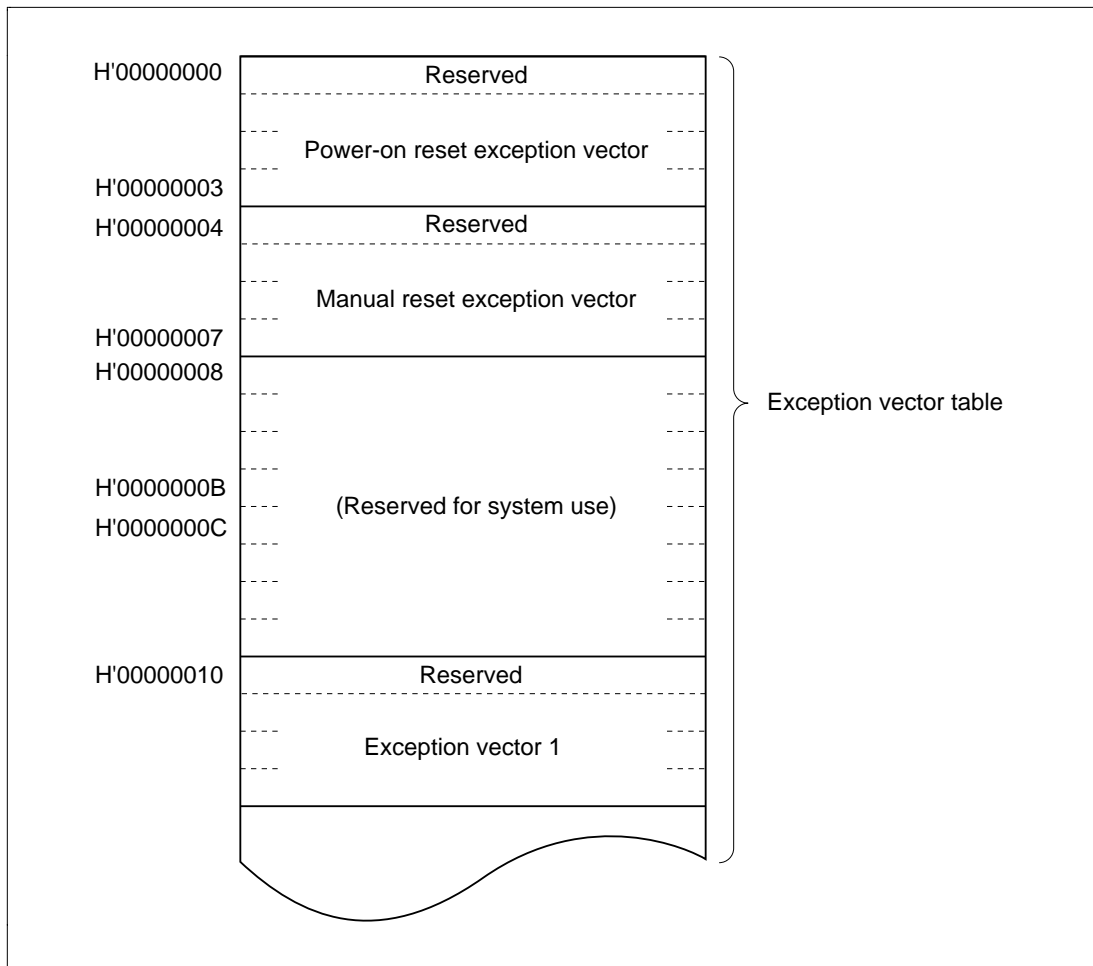 H'00000000
Reserved
Power-on reset exception vector
H'00000003
H'00000004
Reserved
Manual reset exception vector
H'00000007
H'00000008
Exception vector table
H'0000000B
(Reserved for system use)
H'0000000C
H'00000010
Reserved
Exception vector 1